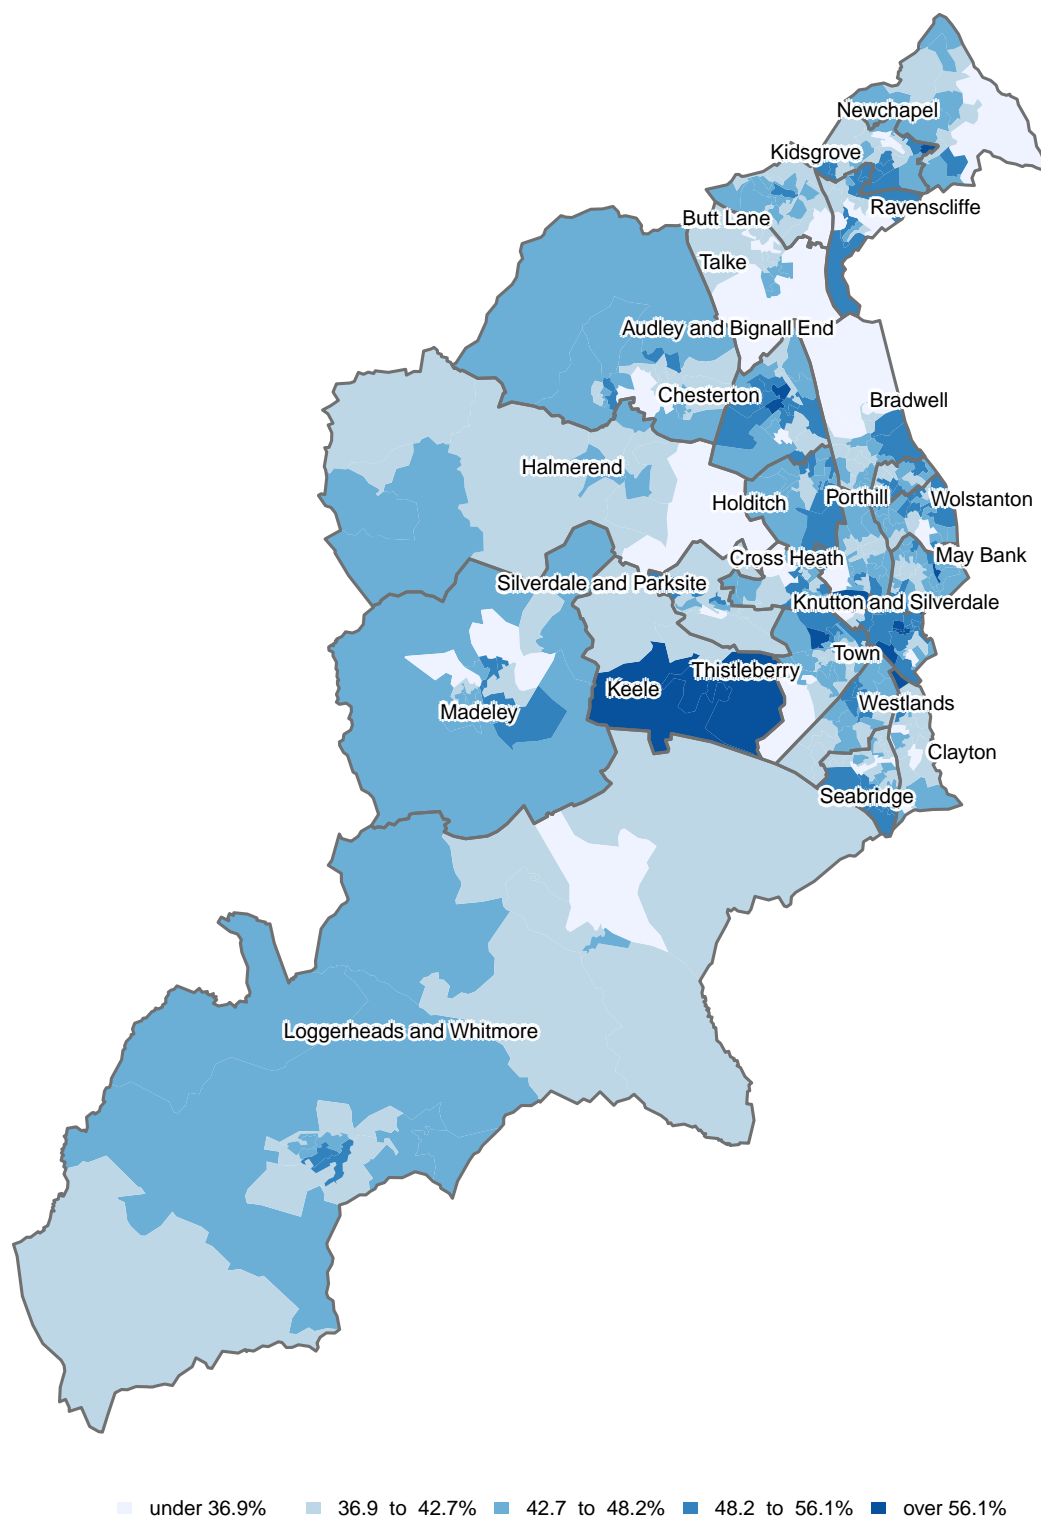 Newchapel
Kidsgrove
Ravenscliffe
Butt Lane
Talke
Audley and Bignall End
Chesterton
Bradwell
Halmerend
Holditch
Porthill
Wolstanton
Cross Heath
May Bank
Silverdale and Parksite
Knutton and Silverdale
Town
Thistleberry
Keele
Westlands
Madeley
Clayton
Seabridge
Loggerheads and Whitmore
under 36.9% 36.9 to 42.7% 42.7 to 48.2% 48.2 to 56.1% over 56.1%